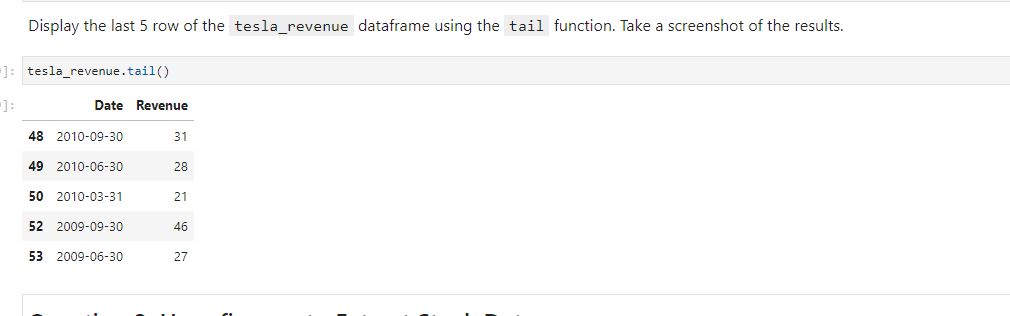 Display the last 5 row of the tesla_revenue dataframe using the tail function. Take a screenshot of the results.
]: tesla_revenue.tail()
]:
Date Revenue
48 2010-09-30 31
49 2010-06-30 28
50 2010-03-31 21
52 2009-09-30 46
53 2009-06-30 27